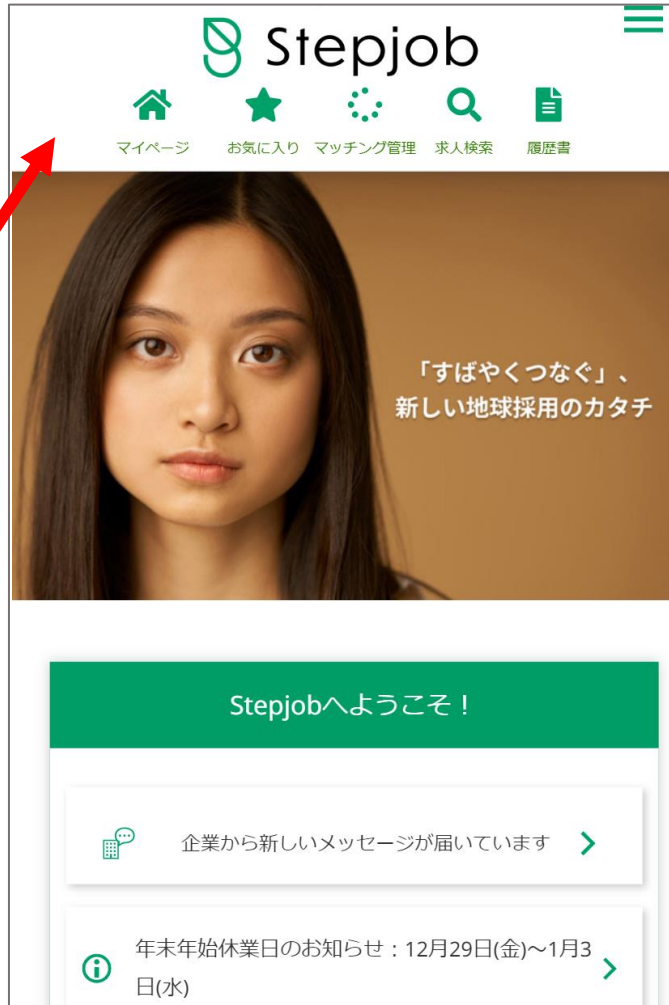 Stepjob
マイページ お気に入り マッチング管理 求人検索 履歴書
「すばやくつなぐ」、
新しい地球採用のカタチ
Stepjobへようこそ！
企業から新しいメッセージが届いています
年末年始休業日のお知らせ：12月29日(金)～1月3
日(水)